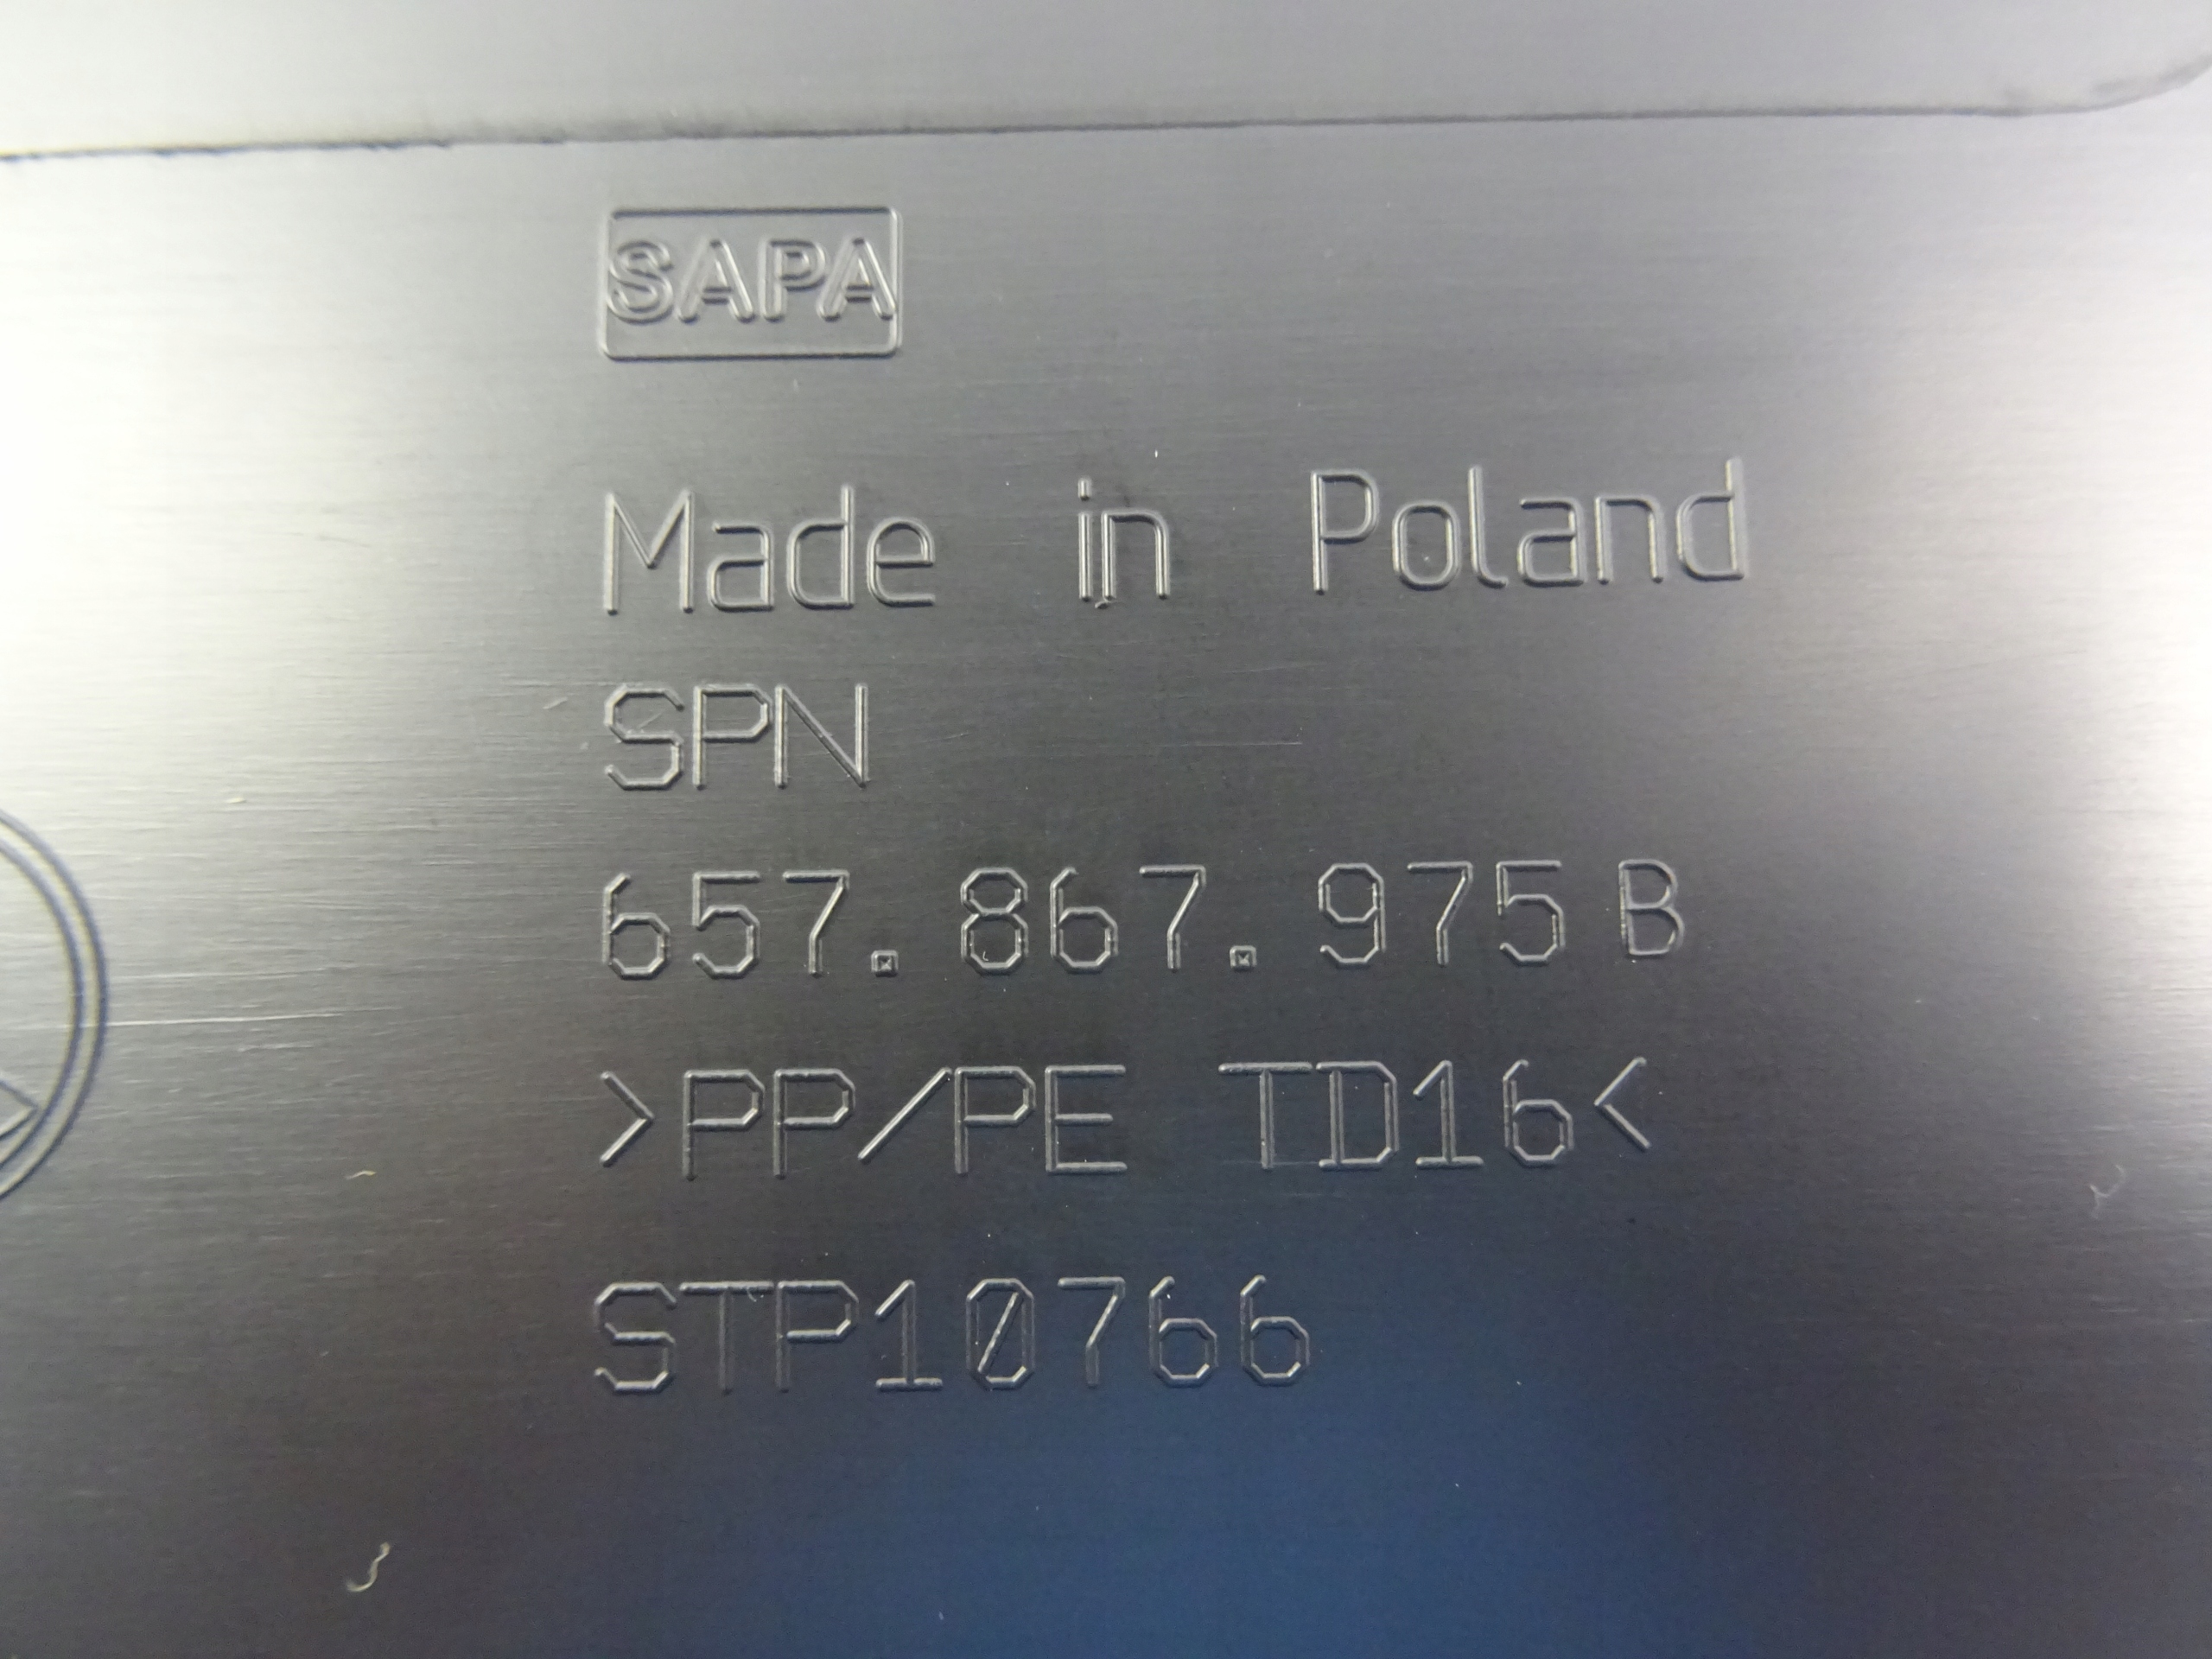 SAPA
Made in Poland
SPN
657.867.975 B
>PP/PE TD16<
STP10766